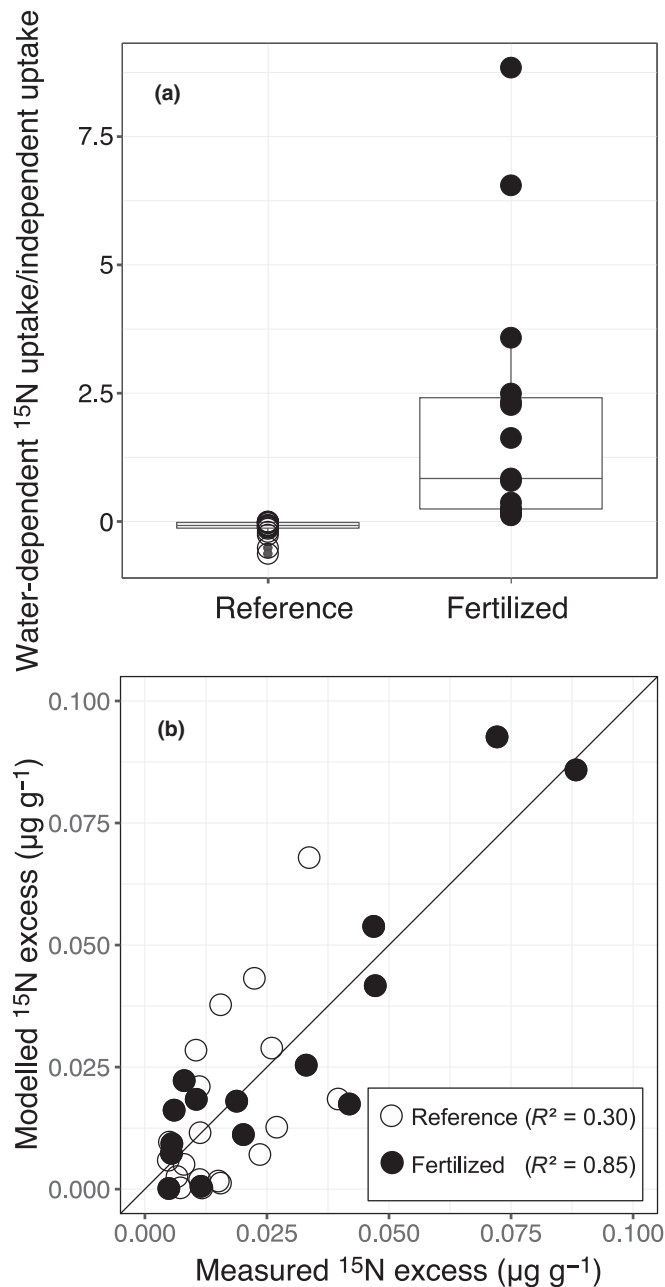 Water-dependent ¹⁵N uptake/independent uptake
(a)
7.5
5
2.5
0
Reference
Fertilized
Modelled ¹⁵N excess (µg g⁻¹)
(b)
0.100
0.075
0.050
0.025
0.000
Reference (R² = 0.30)
Fertilized (R² = 0.85)
0.000 0.025 0.050 0.075 0.100
Measured ¹⁵N excess (µg g⁻¹)